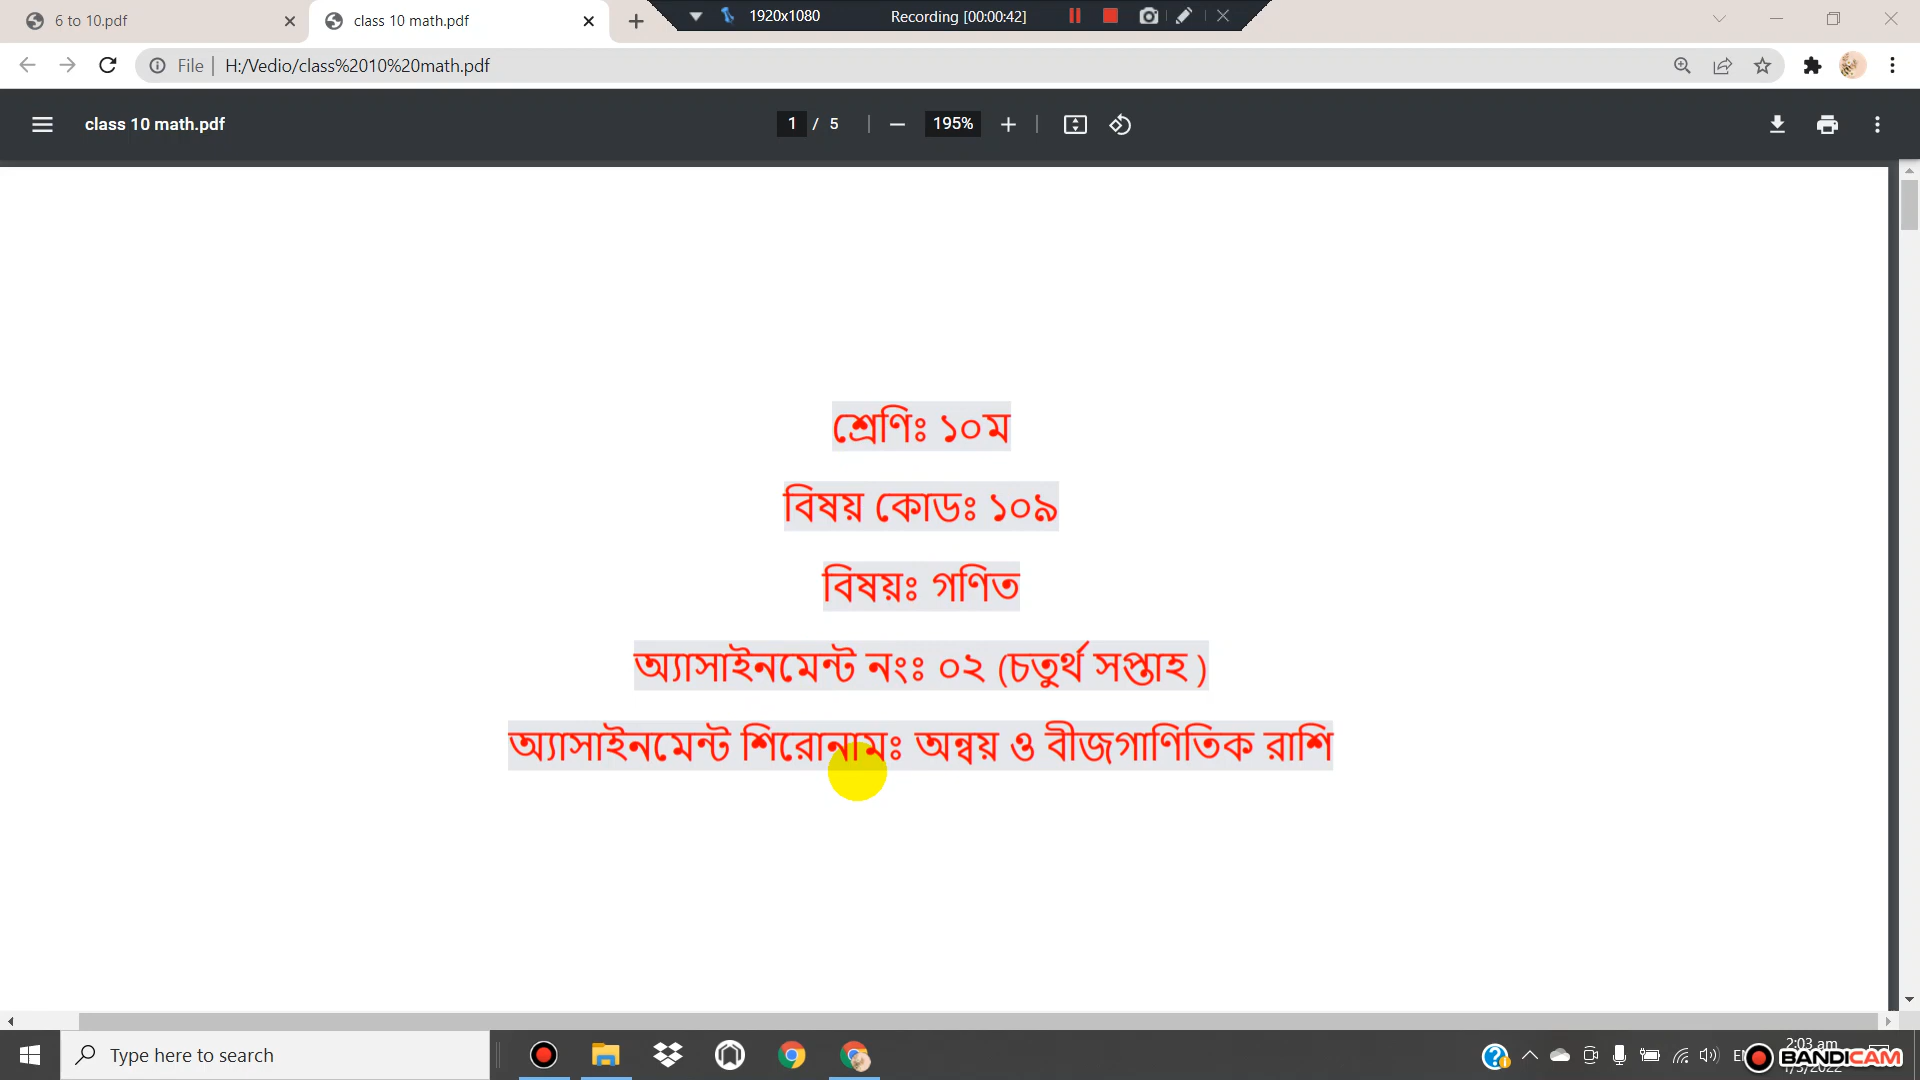 6 to 10.pdf
class 10 math.pdf
1920x1080
Recording [00:00:42]
File
H:/Vedio/class%2010%20math.pdf
class 10 math.pdf
1 / 5
195%
শ্রেণিঃ ১০ম
বিষয় কোডঃ ১০৯
বিষয়ঃ গণিত
অ্যাসাইনমেন্ট নংঃ ০২ (চতুর্থ সপ্তাহ )
অ্যাসাইনমেন্ট শিরোনামঃ অন্বয় ও বীজগাণিতিক রাশি
Type here to search
2:03 am
BANDICAM